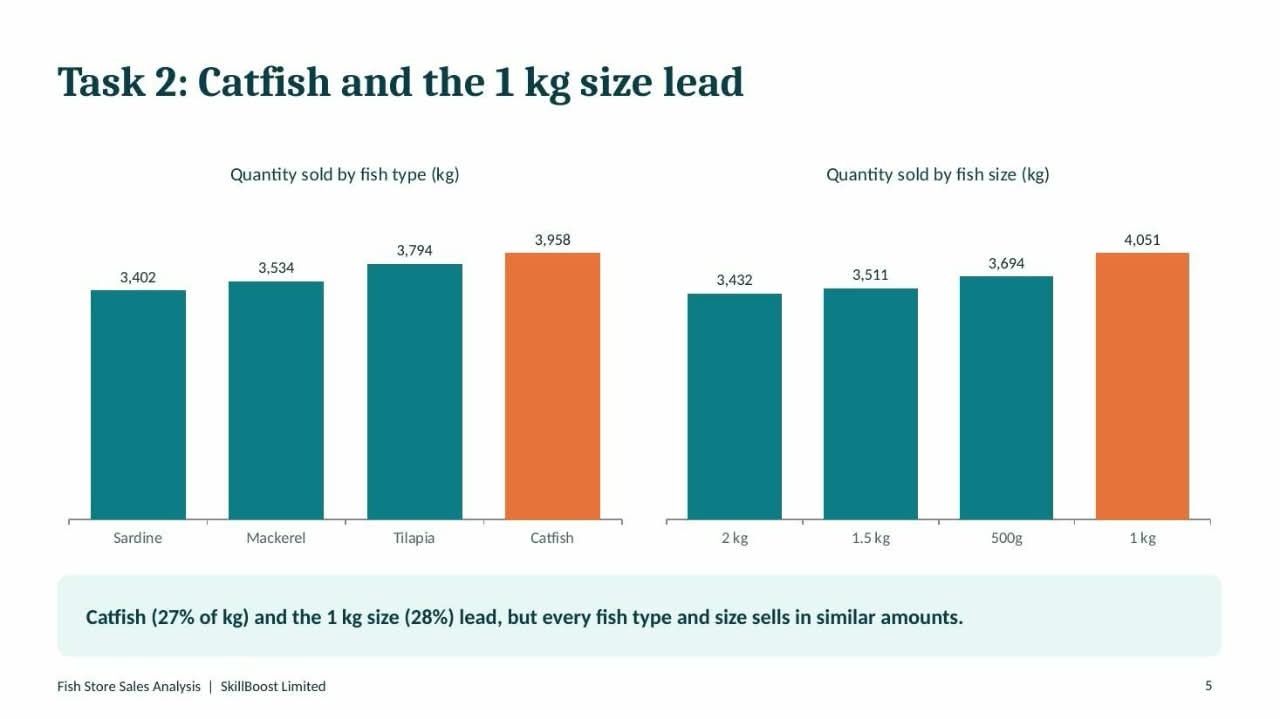 Task 2: Catfish and the 1 kg size lead
Quantity sold by fish type (kg)
3,402
3,534
3,794
3,958
Sardine
Mackerel
Tilapia
Catfish
Quantity sold by fish size (kg)
3,432
3,511
3,694
4,051
2 kg
1.5 kg
500g
1 kg
Catfish (27% of kg) and the 1 kg size (28%) lead, but every fish type and size sells in similar amounts.
Fish Store Sales Analysis | SkillBoost Limited
5